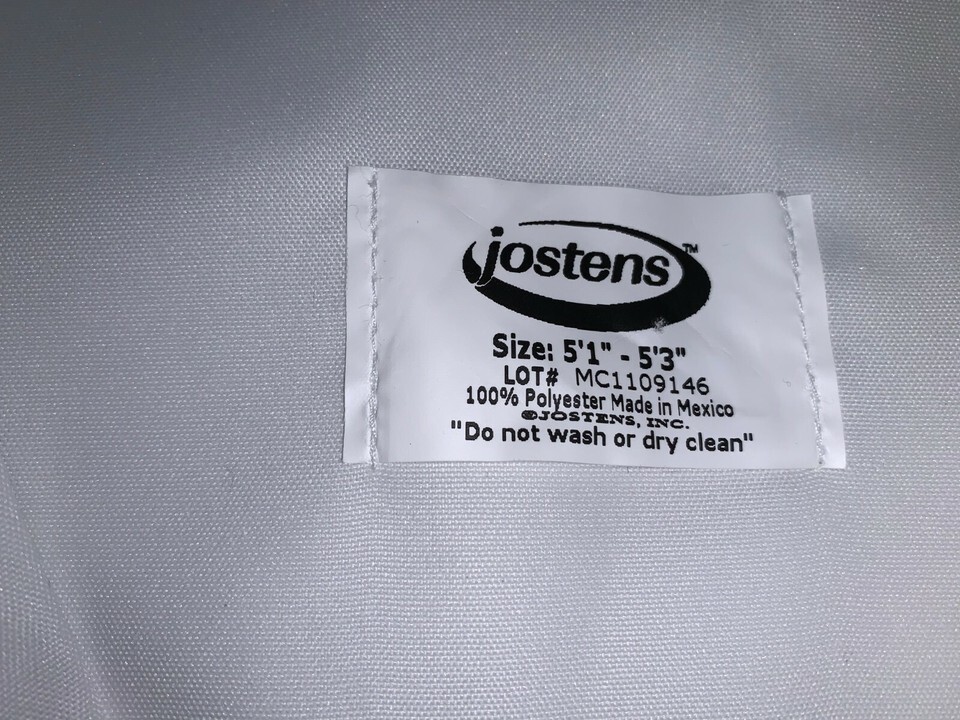 jostens™
Size: 5'1" - 5'3"
LOT# MC1109146
100% Polyester Made in Mexico
©JOSTENS, INC.
"Do not wash or dry clean"